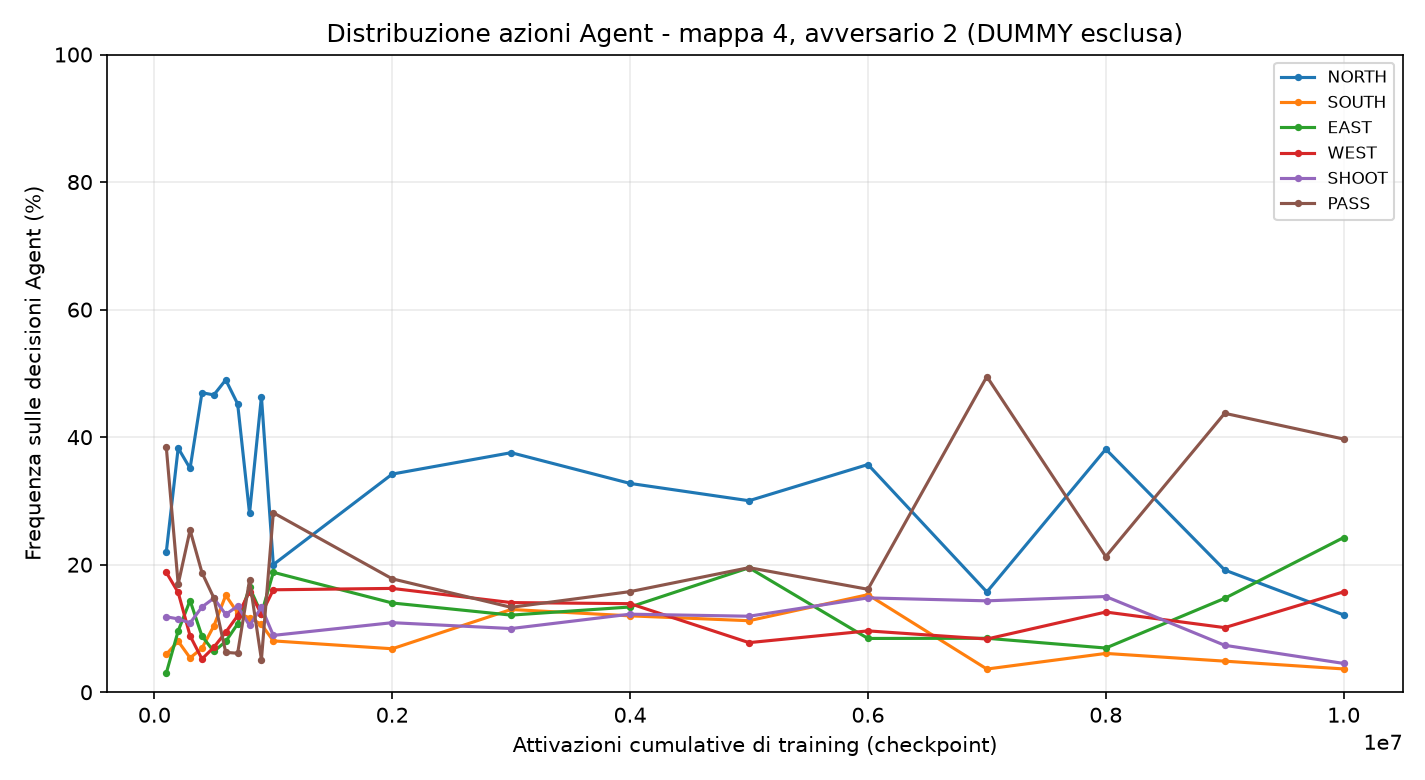 Distribuzione azioni Agent - mappa 4, avversario 2 (DUMMY esclusa)
NORTH
SOUTH
EAST
WEST
SHOOT
PASS
Frequenza sulle decisioni Agent (%)
100
80
60
40
20
0
0.0 0.2 0.4 0.6 0.8 1.0
1e7
Attivazioni cumulative di training (checkpoint)